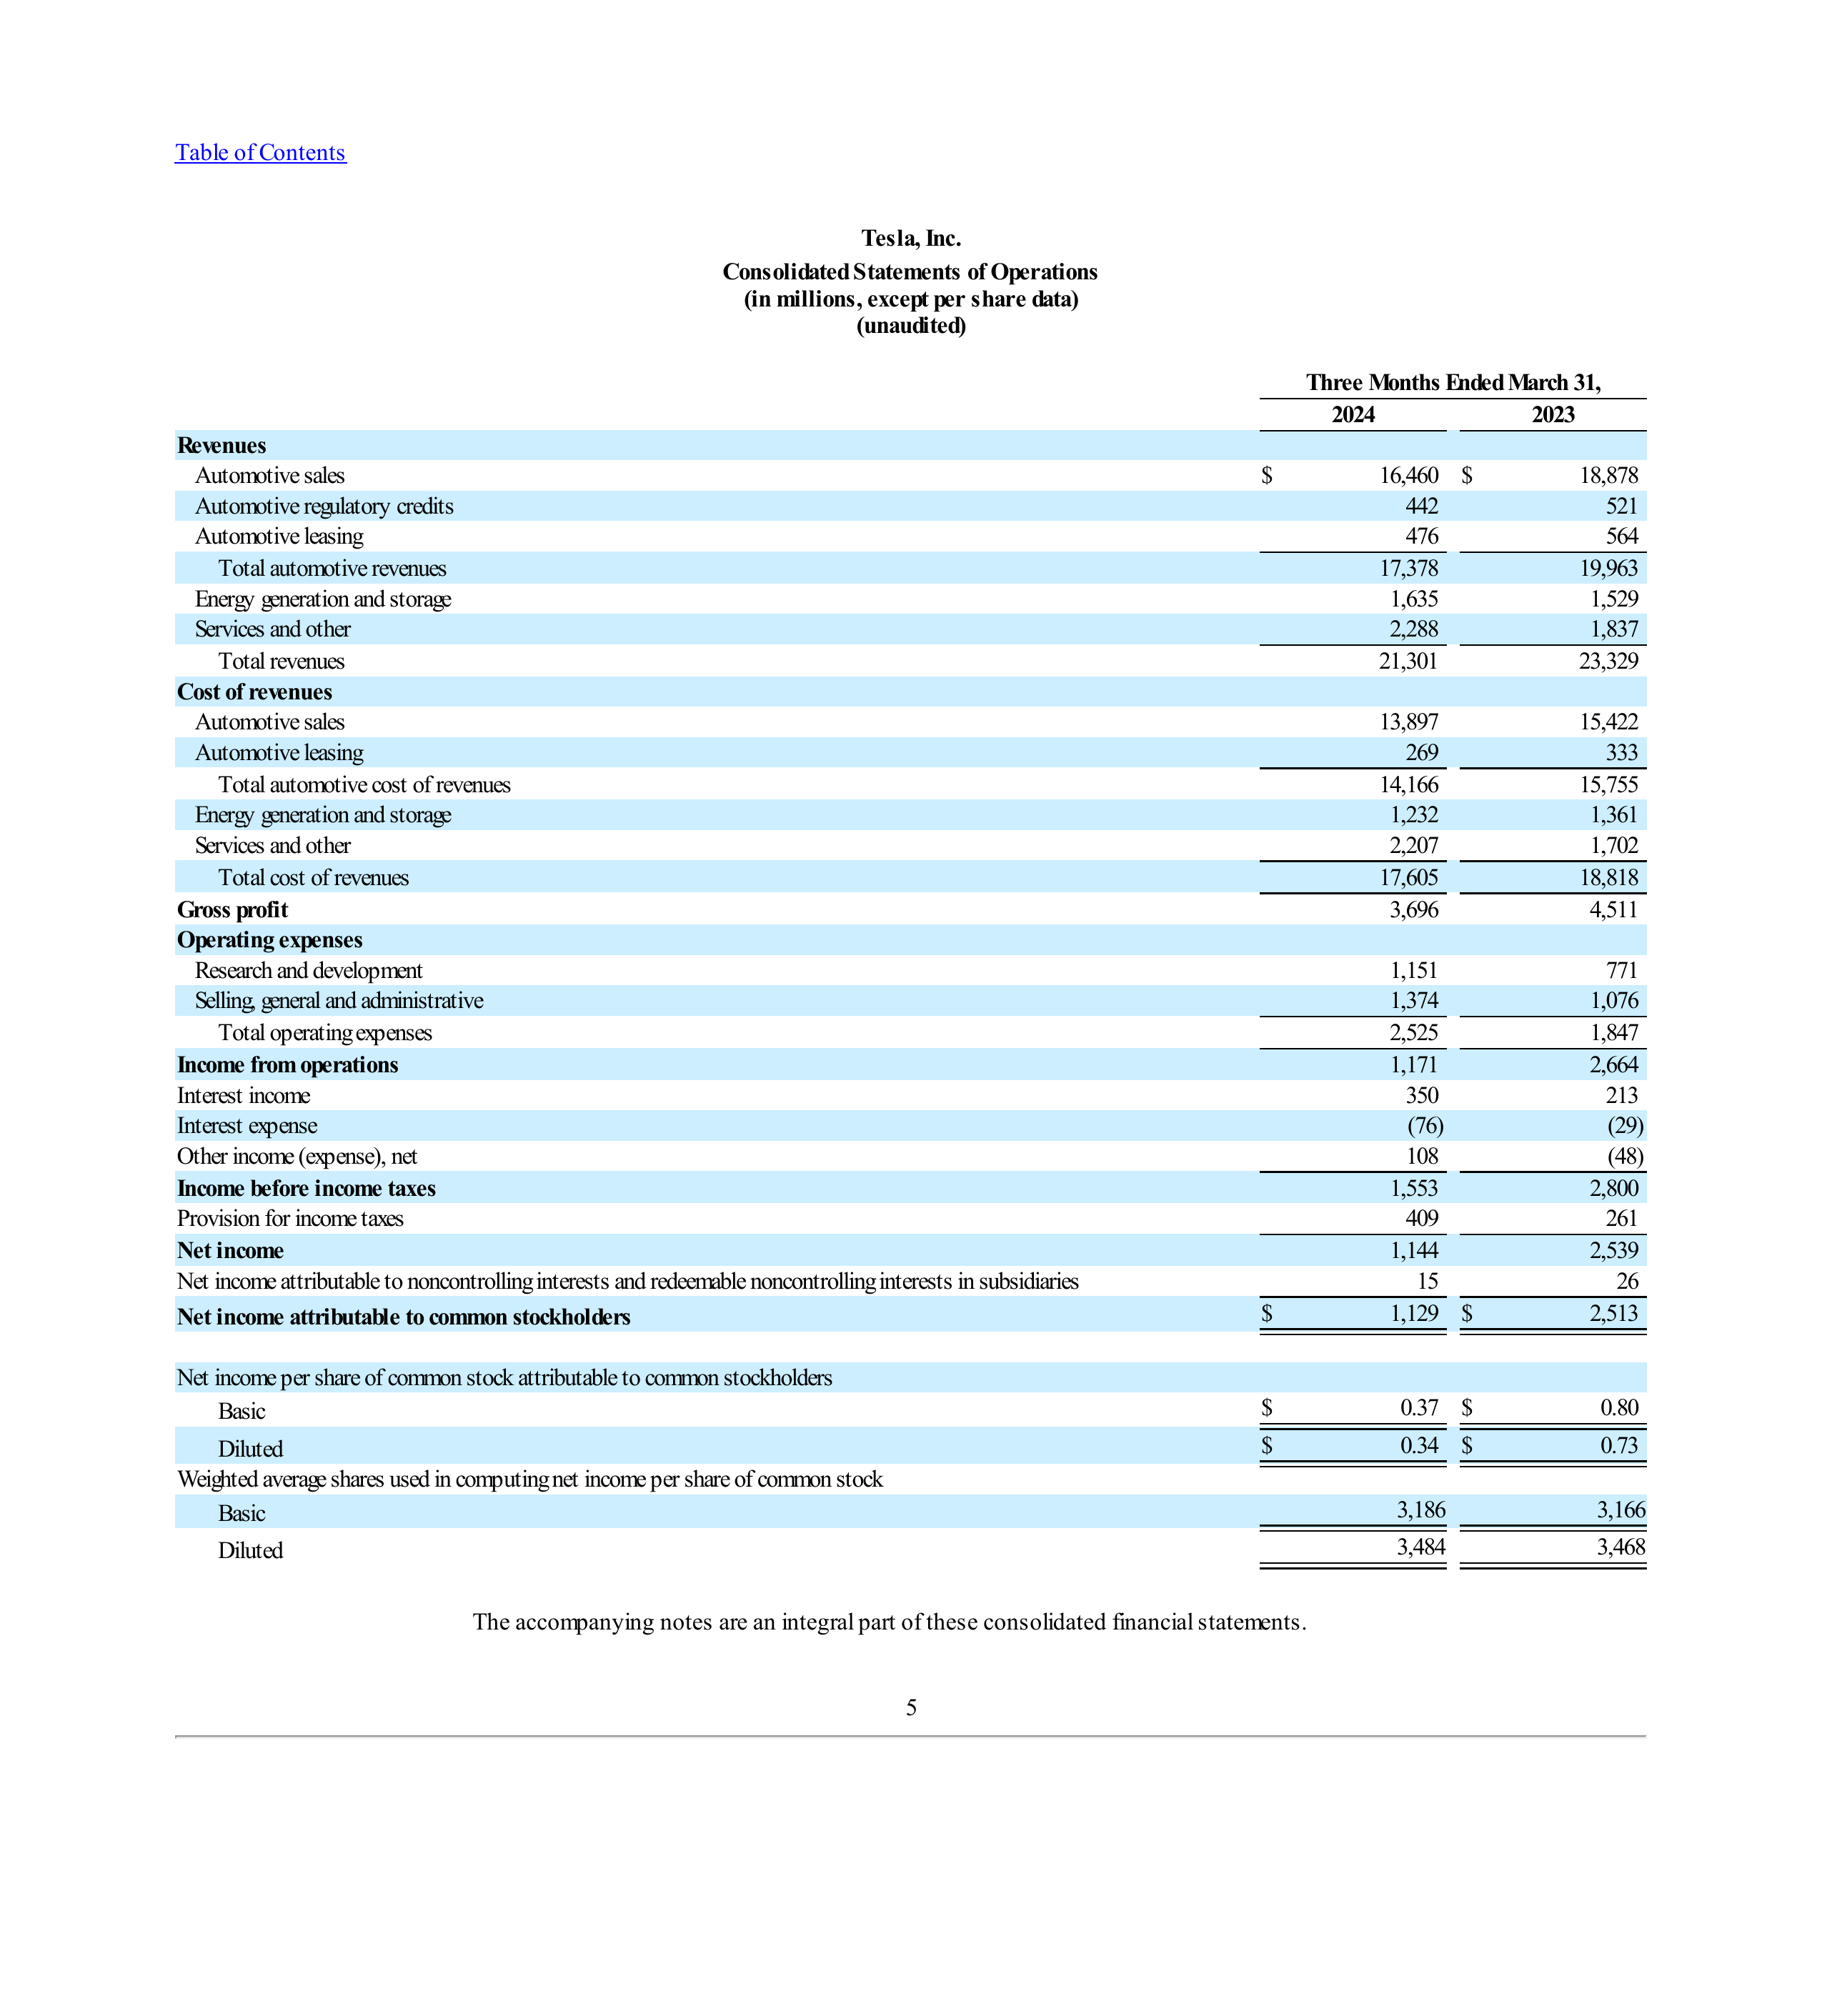 Table of Contents
Tesla, Inc.
Consolidated Statements of Operations
(in millions, except per share data)
(unaudited)
Three Months Ended March 31,
2024 2023
Revenues
Automotive sales $ 16,460 $ 18,878
Automotive regulatory credits 442 521
Automotive leasing 476 564
Total automotive revenues 17,378 19,963
Energy generation and storage 1,635 1,529
Services and other 2,288 1,837
Total revenues 21,301 23,329
Cost of revenues
Automotive sales 13,897 15,422
Automotive leasing 269 333
Total automotive cost of revenues 14,166 15,755
Energy generation and storage 1,232 1,361
Services and other 2,207 1,702
Total cost of revenues 17,605 18,818
Gross profit 3,696 4,511
Operating expenses
Research and development 1,151 771
Selling, general and administrative 1,374 1,076
Total operating expenses 2,525 1,847
Income from operations 1,171 2,664
Interest income 350 213
Interest expense (76) (29)
Other income (expense), net 108 (48)
Income before income taxes 1,553 2,800
Provision for income taxes 409 261
Net income 1,144 2,539
Net income attributable to noncontrolling interests and redeemable noncontrolling interests in subsidiaries 15 26
Net income attributable to common stockholders $ 1,129 $ 2,513
Net income per share of common stock attributable to common stockholders
Basic $ 0.37 $ 0.80
Diluted $ 0.34 $ 0.73
Weighted average shares used in computing net income per share of common stock
Basic 3,186 3,166
Diluted 3,484 3,468
The accompanying notes are an integral part of these consolidated financial statements.
5